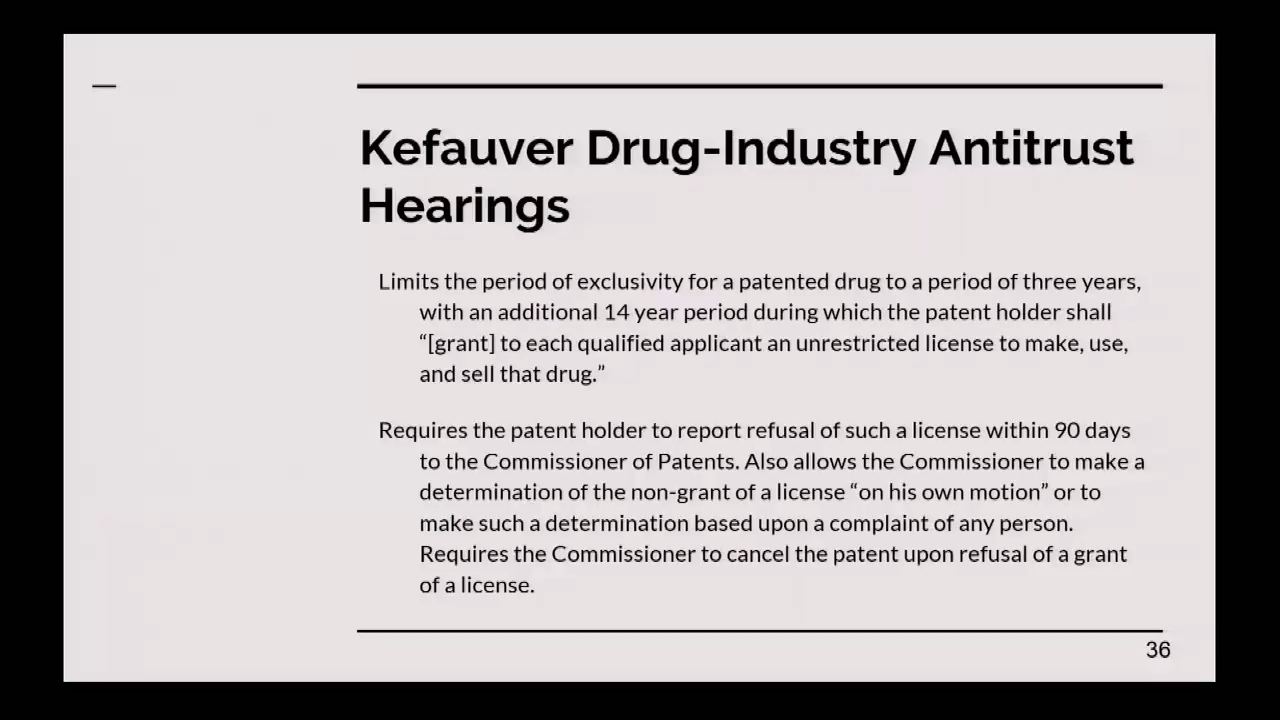 Kefauver Drug-Industry Antitrust
Hearings
Limits the period of exclusivity for a patented drug to a period of three years,
with an additional 14 year period during which the patent holder shall
“[grant] to each qualified applicant an unrestricted license to make, use,
and sell that drug.”
Requires the patent holder to report refusal of such a license within 90 days
to the Commissioner of Patents. Also allows the Commissioner to make a
determination of the non-grant of a license “on his own motion” or to
make such a determination based upon a complaint of any person.
Requires the Commissioner to cancel the patent upon refusal of a grant
of a license.
36